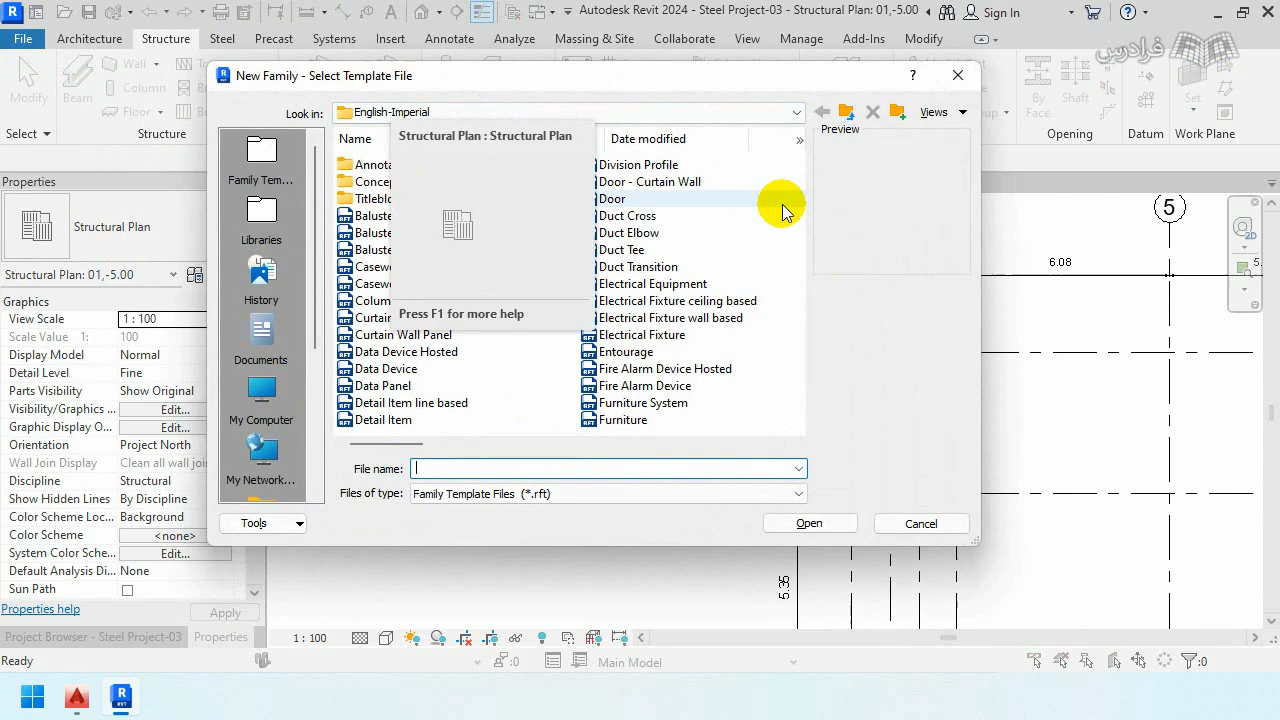 Autodesk Revit 2024 - Steel Project-03 - Structural Plan: 01,-5.00
Sign In
File
Architecture
Structure
Steel
Precast
Systems
Insert
Annotate
Analyze
Massing & Site
Collaborate
View
Manage
Add-Ins
Modify
فرادرس
Modify
Beam
Wall
Column
Floor
By
Shaft
Set
Select
Structure
Opening
Datum
Work Plane
New Family - Select Template File
Look in:
English-Imperial
Views
Preview
Name
Date modified
Structural Plan : Structural Plan
Press F1 for more help
Family Tem...
Libraries
History
Documents
My Computer
My Network...
Annota
Concep
Titleblo
Baluste
Baluste
Baluste
Casew
Casew
Colum
Curtai
Curtain Wall Panel
Data Device Hosted
Data Device
Data Panel
Detail Item line based
Detail Item
Division Profile
Door - Curtain Wall
Door
Duct Cross
Duct Elbow
Duct Tee
Duct Transition
Electrical Equipment
Electrical Fixture ceiling based
Electrical Fixture wall based
Electrical Fixture
Entourage
Fire Alarm Device Hosted
Fire Alarm Device
Furniture System
Furniture
File name:
Files of type:
Family Template Files (*.rft)
Tools
Open
Cancel
Properties
Structural Plan
Structural Plan: 01,-5.00
Graphics
View Scale
1 : 100
Scale Value 1:
100
Display Model
Normal
Detail Level
Fine
Parts Visibility
Show Original
Visibility/Graphics ...
Edit...
Graphic Display O...
Edit...
Orientation
Project North
Wall Join Display
Clean all wall jo
Discipline
Structural
Show Hidden Lines
By Discipline
Color Scheme Loc...
Background
Color Scheme
<none>
System Color Sche...
Edit...
Default Analysis Di...
None
Sun Path
Properties help
Apply
Project Browser - Steel Project-03
Properties
5
6.08
5.
2D
5.35
1 : 100
Ready
:0
Main Model
:0